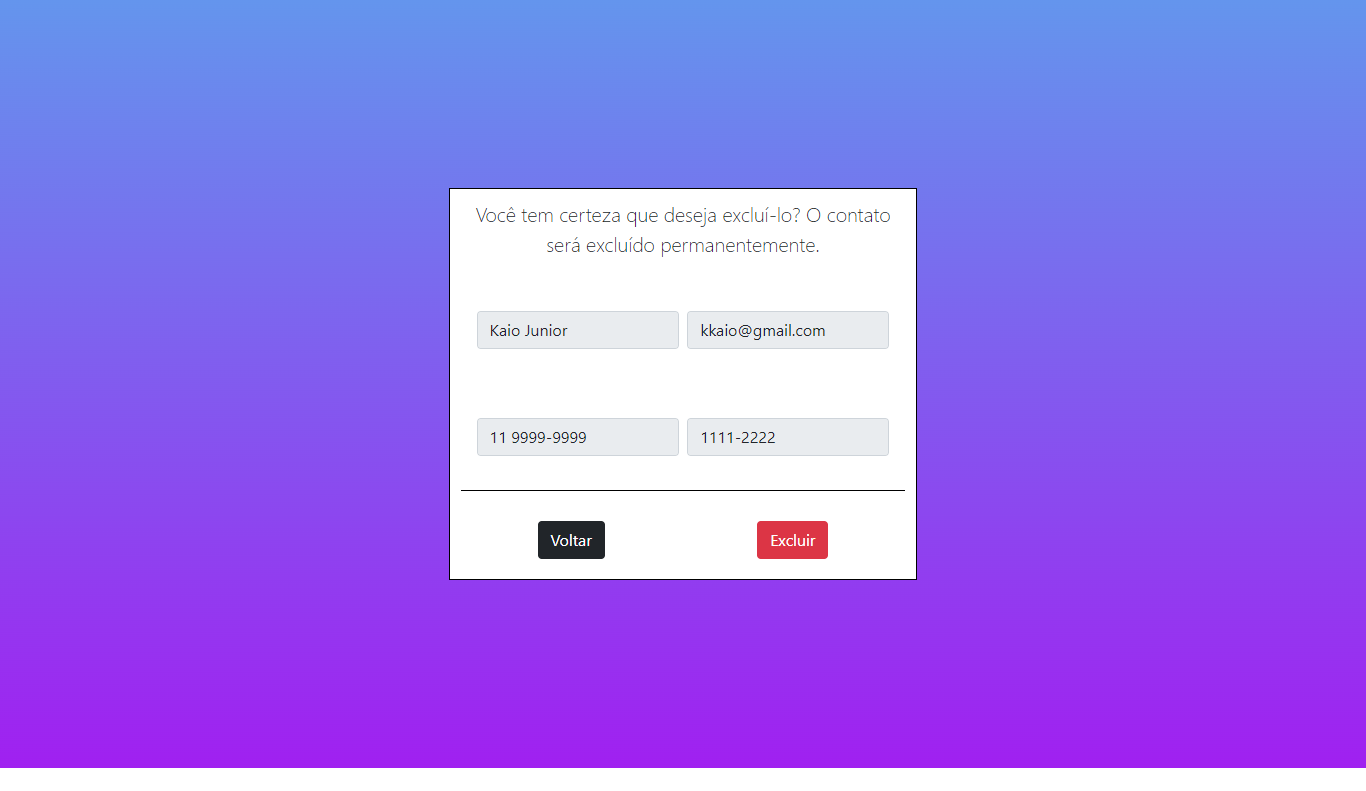 Você tem certeza que deseja excluí-lo? O contato
será excluído permanentemente.
Kaio Junior
kkaio@gmail.com
11 9999-9999
1111-2222
Voltar
Excluir